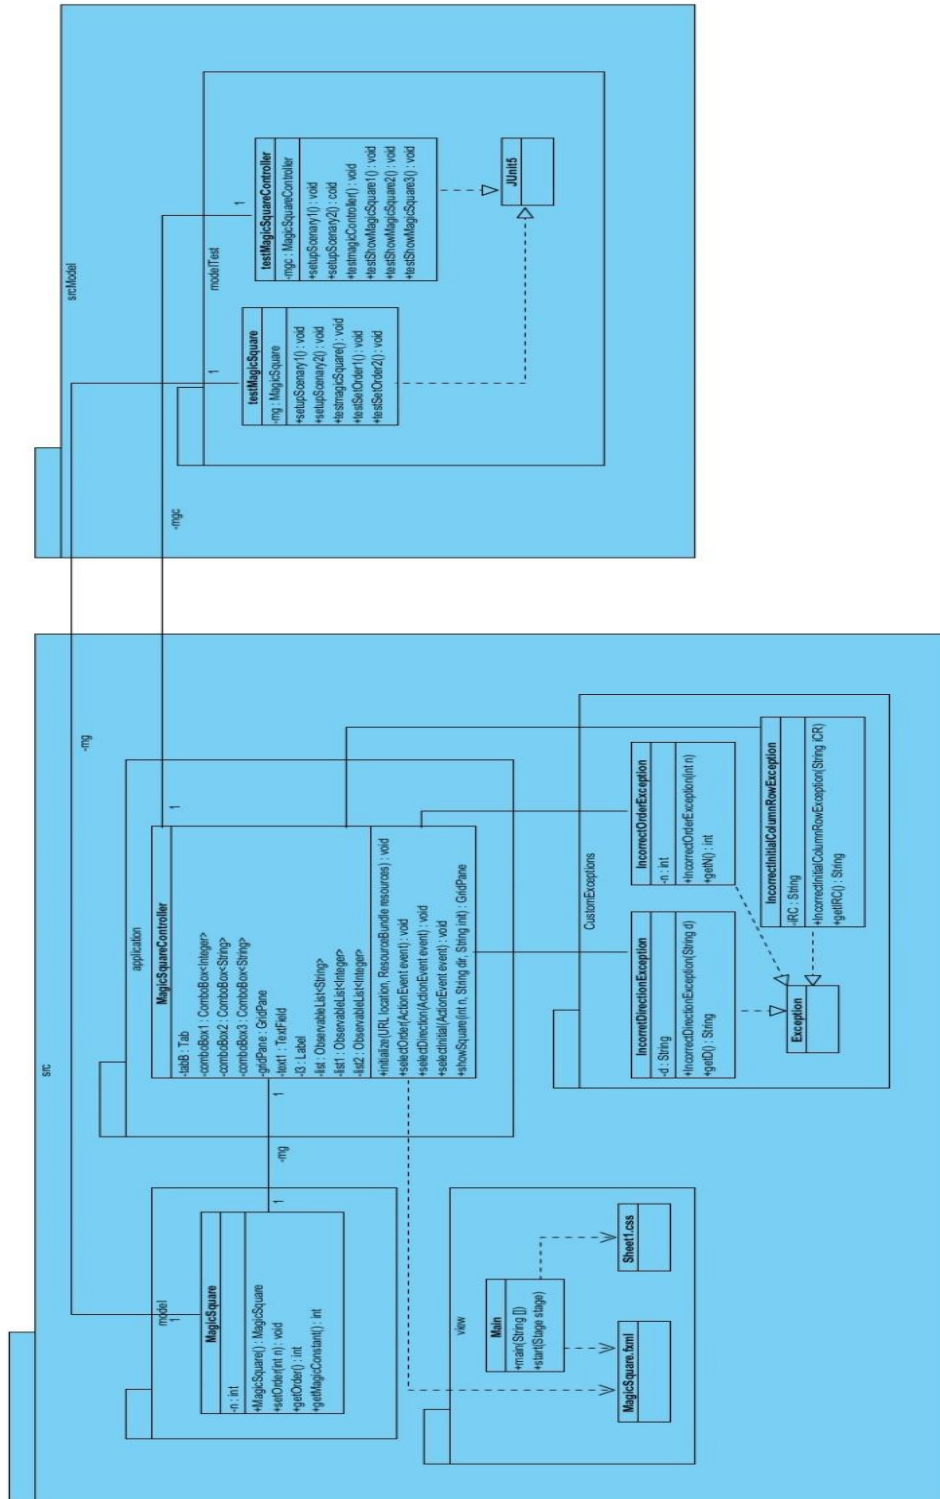 src
model
MagicSquare
-n : int
+MagicSquare() : MagicSquare
+setOrder(int n) : void
+getOrder() : int
+getMagicConstant() : int
1
1
-mg
1
application
MagicSquareController
-tabB : Tab
-comboBox1 : ComboBox<Integer>
-comboBox2 : ComboBox<String>
-comboBox3 : ComboBox<String>
-gridPane : GridPane
-text1 : TextField
-l3 : Label
-list : ObservableList<String>
-list1 : ObservableList<Integer>
-list2 : ObservableList<Integer>
+initialize(URL location, ResourceBundle resources) : void
+selectOrder(ActionEvent event) : void
+selectDirection(ActionEvent event) : void
+selectInitial(ActionEvent event) : void
+showSquare(int n, String dir, String init) : GridPane
1
-mg
-mgc
view
Main
+main(String [])
+start(Stage stage)
MagicSquare.fxml
Sheet1.css
CustomExceptions
IncorretDirectionException
-d : String
+IncorrectDirectionException(String d)
+getD() : String
IncorrectOrderException
-n : int
+IncorrectOrderException(int n)
+getN() : int
IncorrectInitialColumnRowException
-iRC : String
+IncorrectInitialColumnRowException(String iCR)
+getIRC() : String
Exception
srcModel
modelTest
1
testMagicSquare
-mg : MagicSquare
+setupScenary1() : void
+setupScenary2() : void
+testmagicSquare() : void
+testSetOrder1() : void
+testSetOrder2() : void
1
testMagicSquareController
-mgc : MagicSquareController
+setupScenary1() : void
+setupScenary2() : coid
+testmagicController() : void
+testShowMagicSquare1() : void
+testShowMagicSquare2() : void
+testShowMagicSquare3() : void
JUnit5